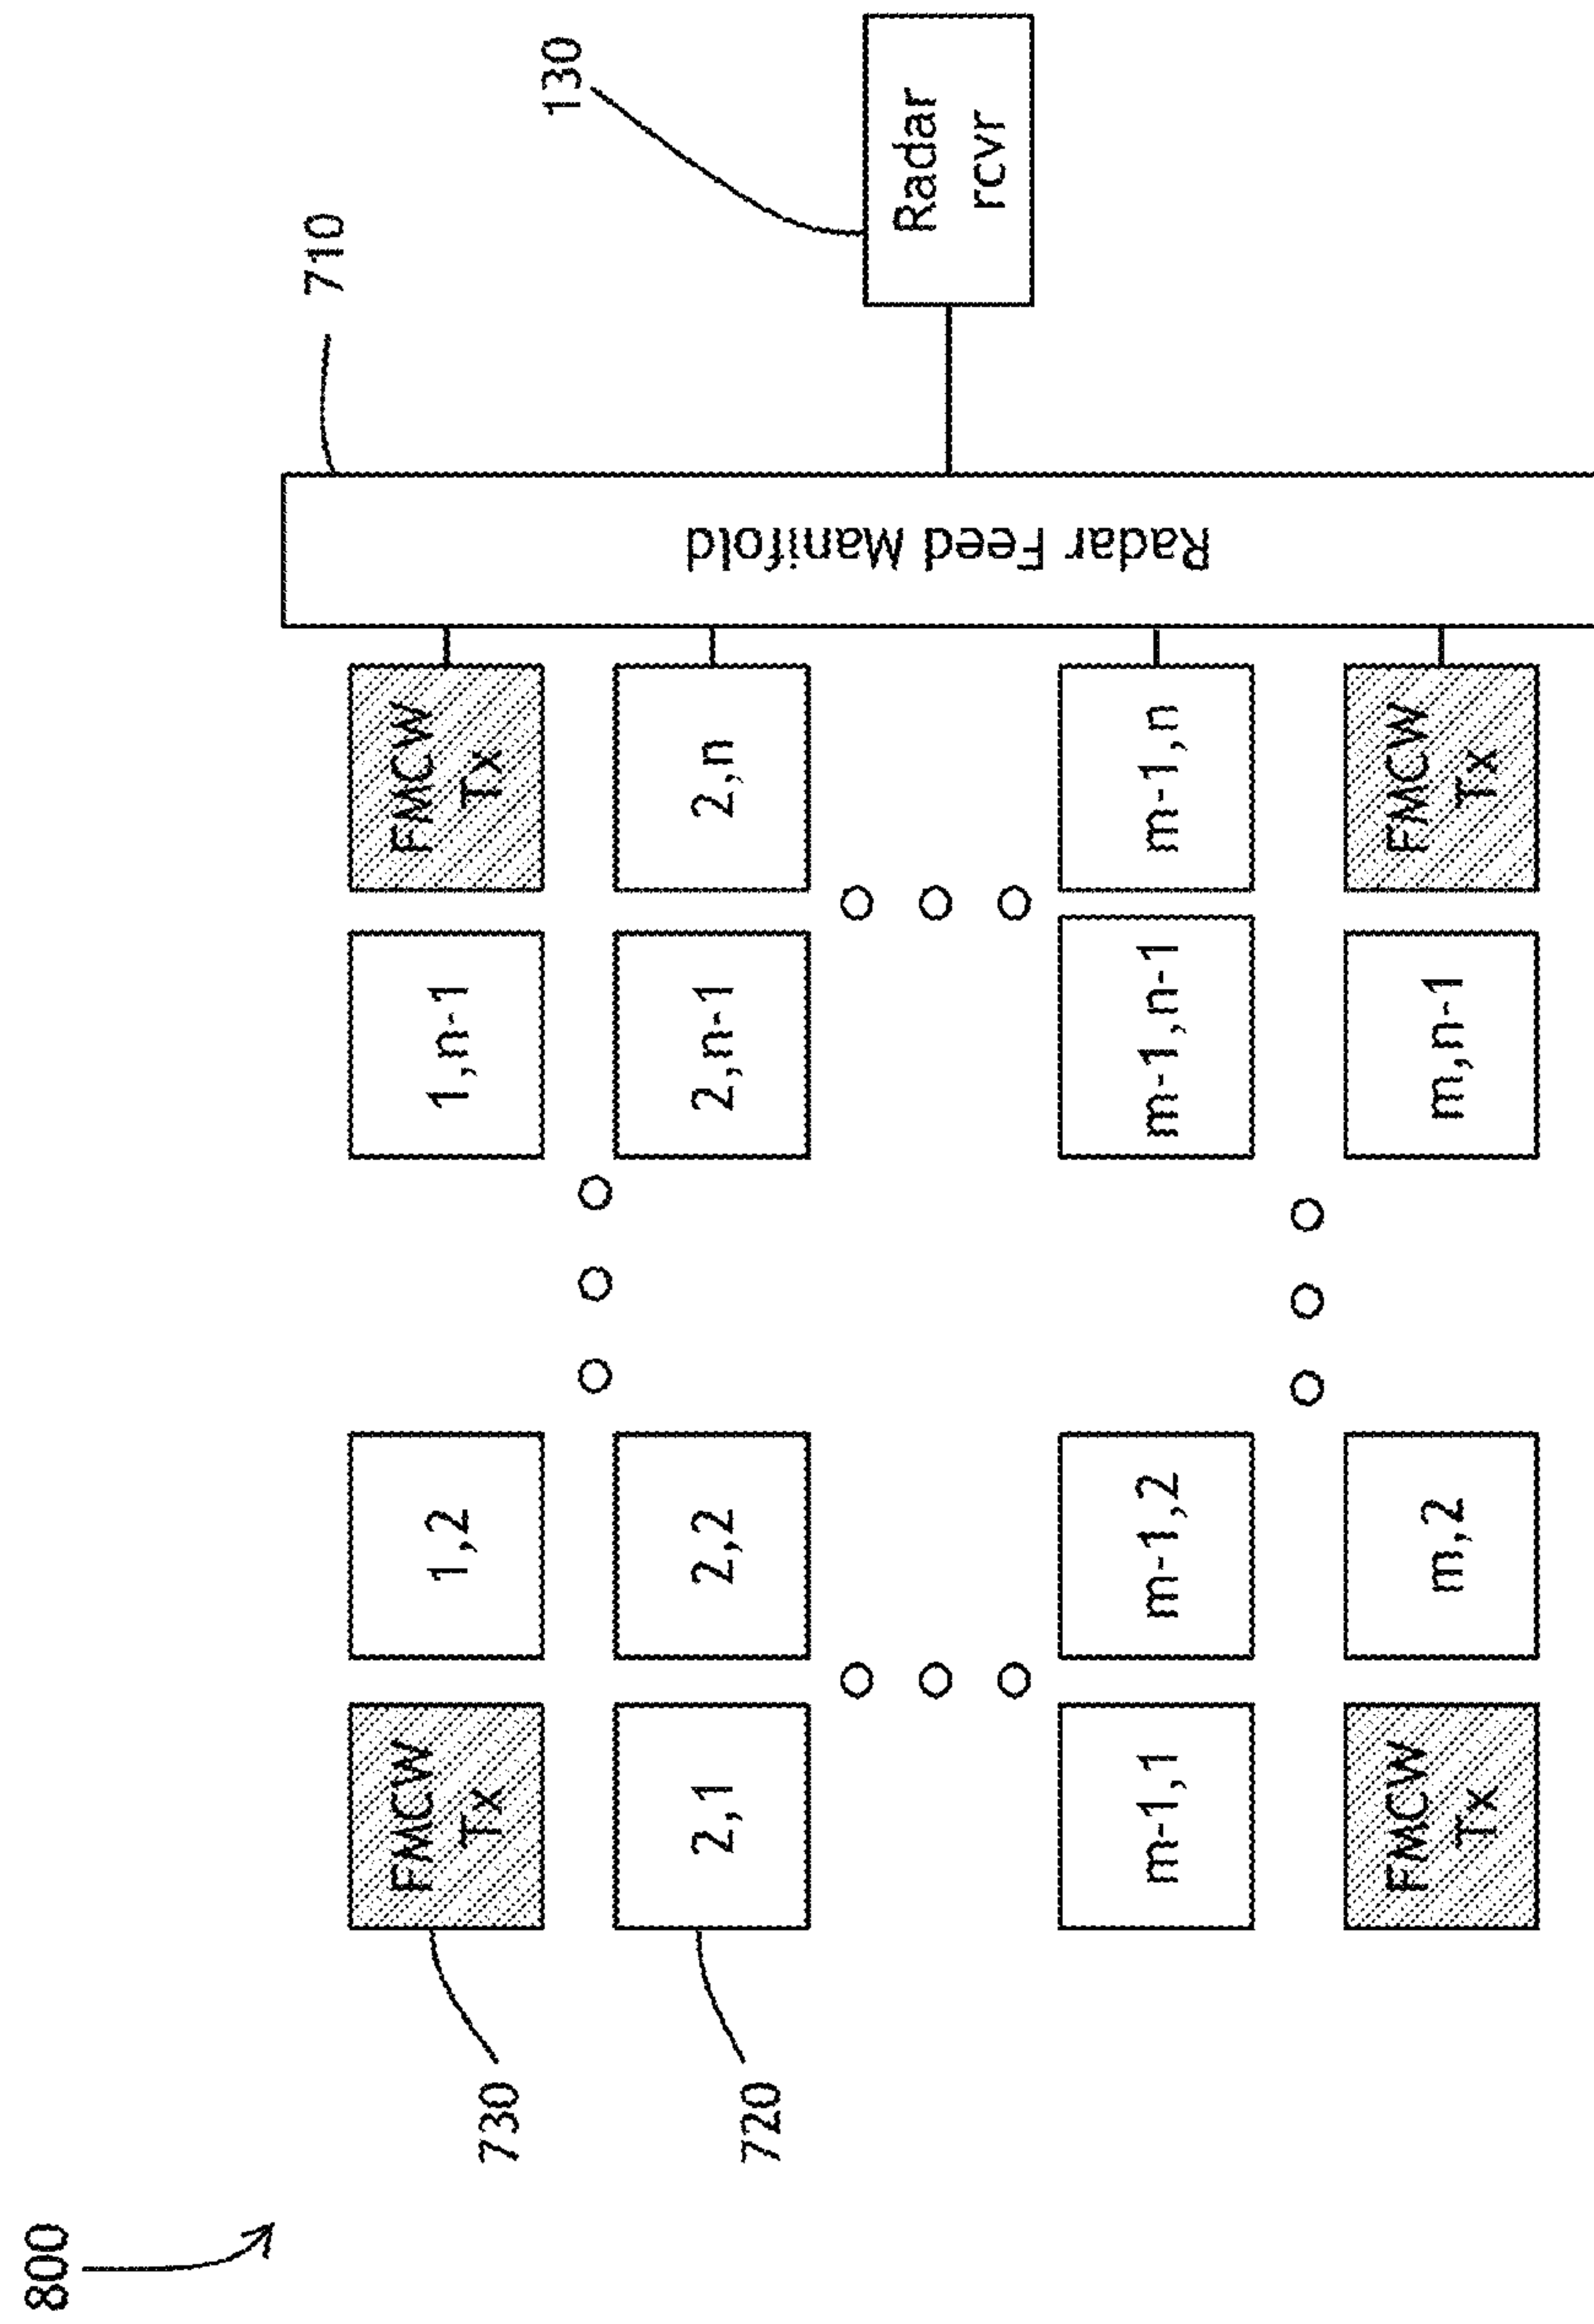 800
710
FMCW
Tx
1,2
1,n-1
FMCW
Tx
730
130
2,1
2,2
2,n-1
2,n
720
Radar Feed Manifold
Radar
rcvr
m-1,1
m-1,2
m-1,n-1
m-1,n
FMCW
Tx
m,2
m,n-1
FMCW
Tx